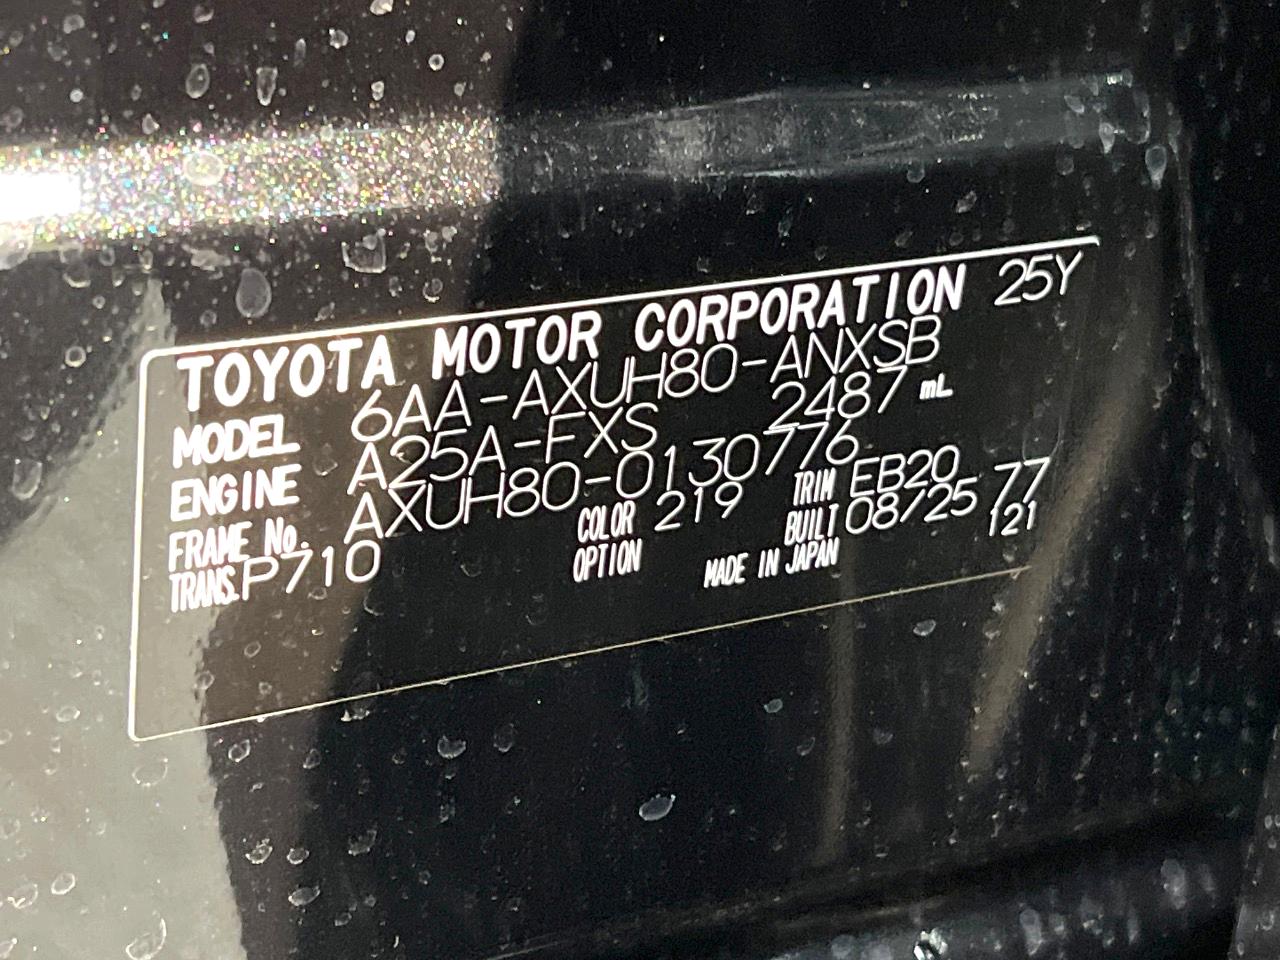 TOYOTA MOTOR CORPORATION 25Y
MODEL 6AA-AXUH80-ANXSB
ENGINE A25A-FXS 2487 mL
FRAME No. AXUH80-0130776
COLOR 219 TRIM EB20 77
TRANS. P710 OPTION BUILT 08/25 121
MADE IN JAPAN